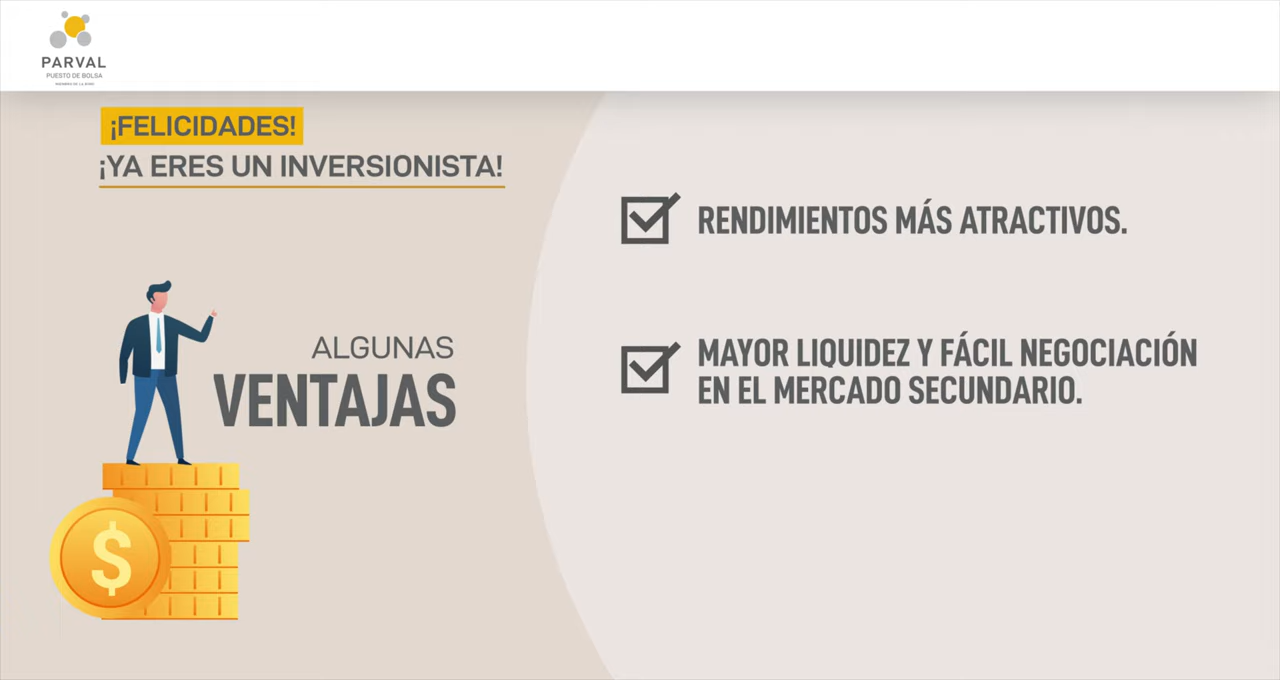 PARVAL
PUESTO DE BOLSA
¡FELICIDADES!
¡YA ERES UN INVERSIONISTA!
ALGUNAS
VENTAJAS
RENDIMIENTOS MÁS ATRACTIVOS.
MAYOR LIQUIDEZ Y FÁCIL NEGOCIACIÓN
EN EL MERCADO SECUNDARIO.
$